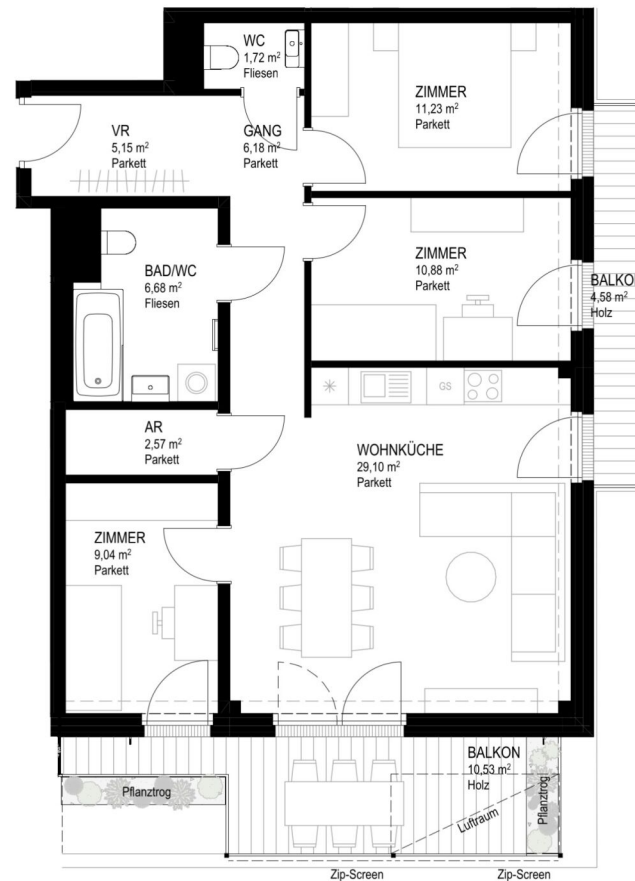 WC
1,72 m²
Fliesen
ZIMMER
11,23 m²
Parkett
VR
5,15 m²
Parkett
GANG
6,18 m²
Parkett
ZIMMER
10,88 m²
Parkett
BAD/WC
6,68 m²
Fliesen
BALKON
4,58 m²
Holz
GS
AR
2,57 m²
Parkett
WOHNKÜCHE
29,10 m²
Parkett
ZIMMER
9,04 m²
Parkett
BALKON
10,53 m²
Holz
Pflanztrog
Pflanztrog
Luftraum
Zip-Screen
Zip-Screen